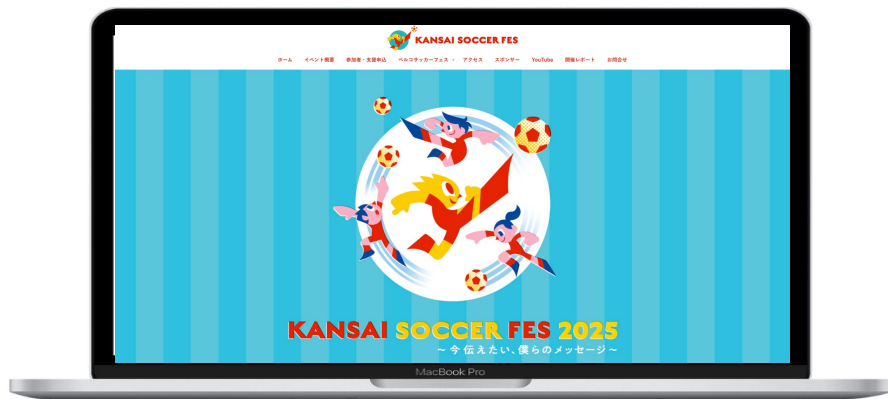 KANSAI SOCCER FES
ホーム イベント概要 参加者・支援申込 ベルコサッカーフェス アクセス スポンサー YouTube 開催レポート お問合せ
KANSAI SOCCER FES 2025
～今伝えたい、僕らのメッセージ～
MacBook Pro